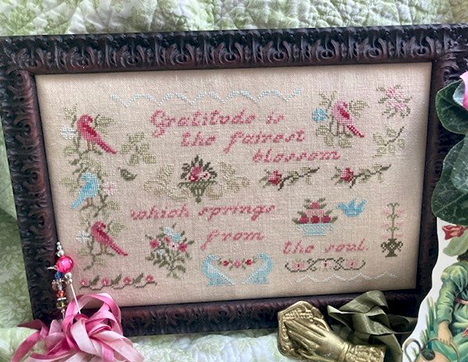 Gratitude is
the fairest
blossom
which springs
from the soul.